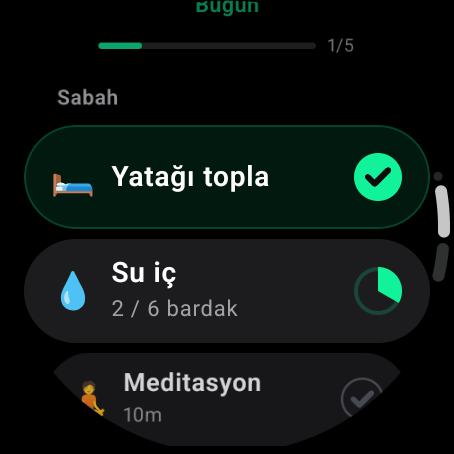 Bugün
1/5
Sabah
Yatağı topla
Su iç
2 / 6 bardak
Meditasyon
10m